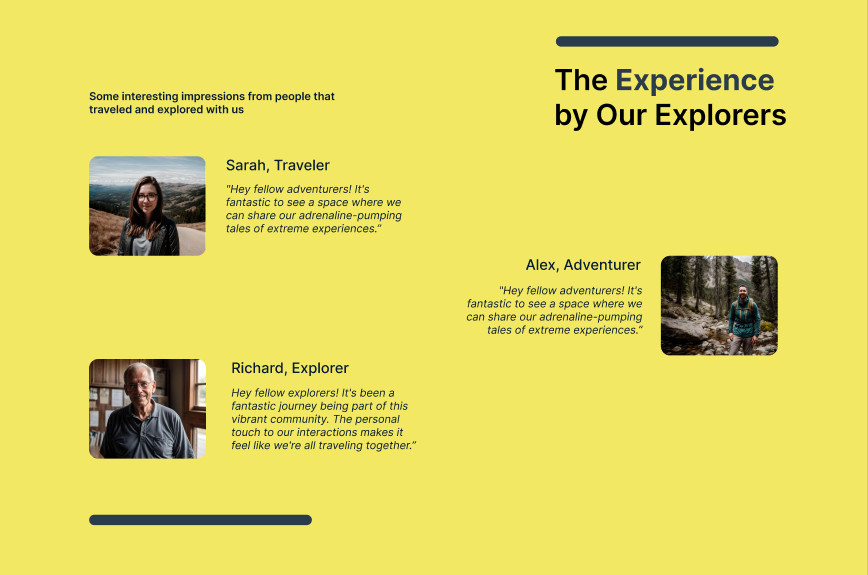 The Experience
by Our Explorers
Some interesting impressions from people that
traveled and explored with us
Sarah, Traveler
"Hey fellow adventurers! It's
fantastic to see a space where we
can share our adrenaline-pumping
tales of extreme experiences."
Alex, Adventurer
"Hey fellow adventurers! It's
fantastic to see a space where we
can share our adrenaline-pumping
tales of extreme experiences."
Richard, Explorer
Hey fellow explorers! It's been a
fantastic journey being part of this
vibrant community. The personal
touch to our interactions makes it
feel like we're all traveling together."